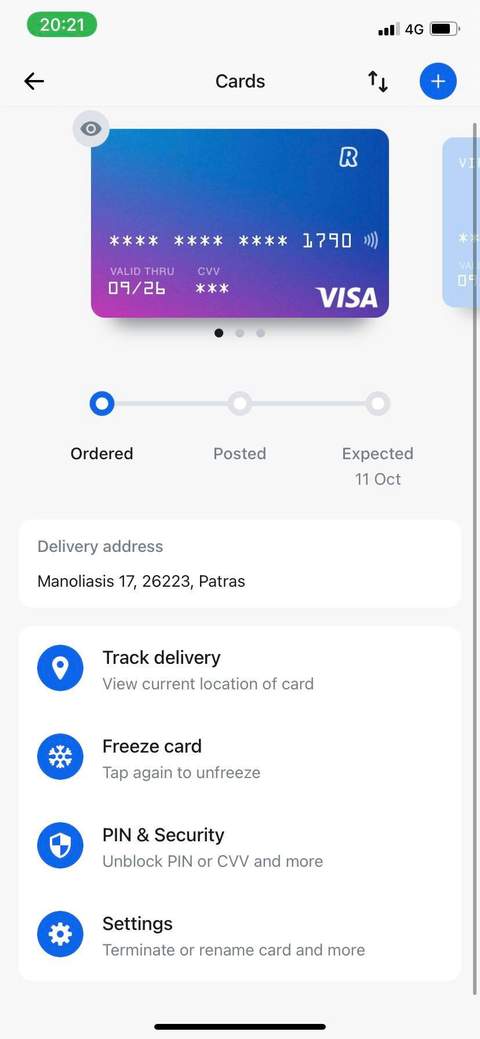 20:21
4G
Cards
R
**** **** **** 1790
VALID THRU CVV
09/26 ***
VISA
Ordered
Posted
Expected
11 Oct
Delivery address
Manoliasis 17, 26223, Patras
Track delivery
View current location of card
Freeze card
Tap again to unfreeze
PIN & Security
Unblock PIN or CVV and more
Settings
Terminate or rename card and more